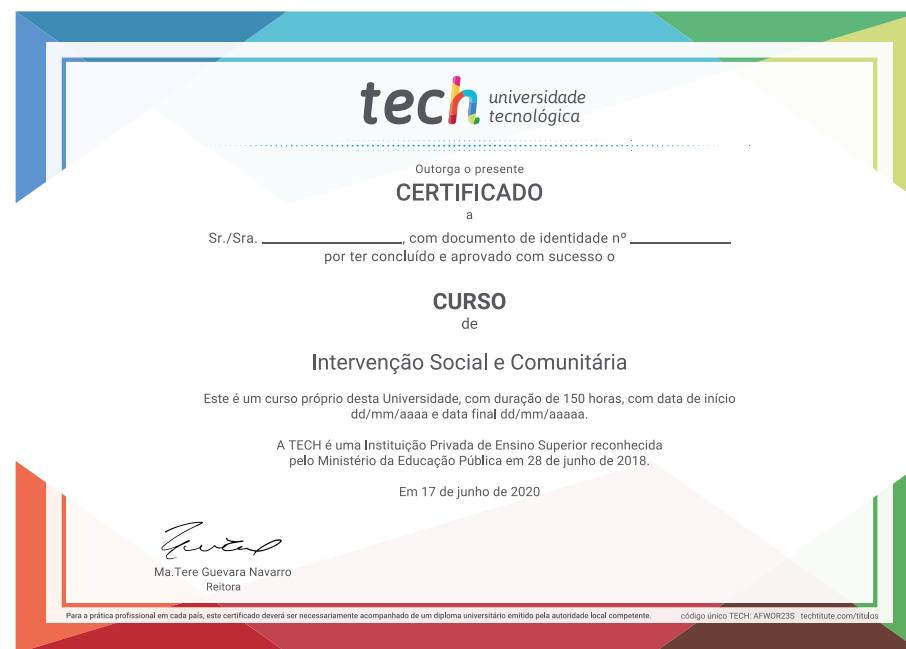 tech universidade
tecnológica
Outorga o presente
CERTIFICADO
a
Sr./Sra. ____________________, com documento de identidade nº ______________
por ter concluído e aprovado com sucesso o
CURSO
de
Intervenção Social e Comunitária
Este é um curso próprio desta Universidade, com duração de 150 horas, com data de início
dd/mm/aaaa e data final dd/mm/aaaaa.
A TECH é uma Instituição Privada de Ensino Superior reconhecida
pelo Ministério da Educação Pública em 28 de junho de 2018.
Em 17 de junho de 2020
Ma.Tere Guevara Navarro
Reitora
Para a prática profissional em cada país, este certificado deverá ser necessariamente acompanhado de um diploma universitário emitido pela autoridade local competente. código único TECH: AFWOR23S techtitute.com/titulos